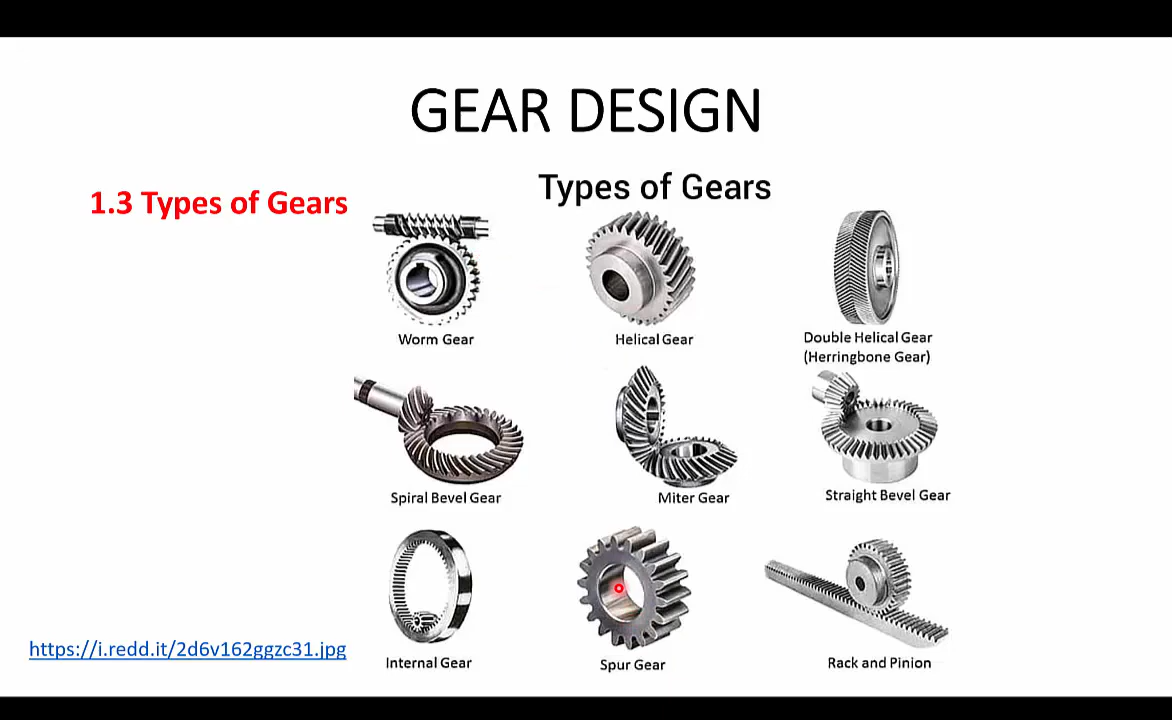 GEAR DESIGN
1.3 Types of Gears
Types of Gears
Worm Gear
Helical Gear
Double Helical Gear
(Herringbone Gear)
Spiral Bevel Gear
Miter Gear
Straight Bevel Gear
Internal Gear
Spur Gear
Rack and Pinion
https://i.redd.it/2d6v162ggzc31.jpg